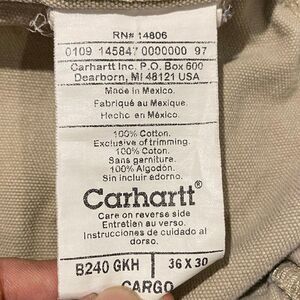 RN# 14806
0109 145847 0000000 97
Carhartt Inc. P.O. Box 600
Dearborn, MI 48121 USA
Made in Mexico.
Fabriqué au Mexique.
Hecho en México.
100% Cotton.
Exclusive of trimming.
100% Coton.
Sans garniture.
100% Algodón.
Sin incluir adorno.
Carhartt®
Care on reverse side
Entretien au verso.
Instrucciones de cuidado al
dorso.
B240 GKH 36 X 30
CARGO